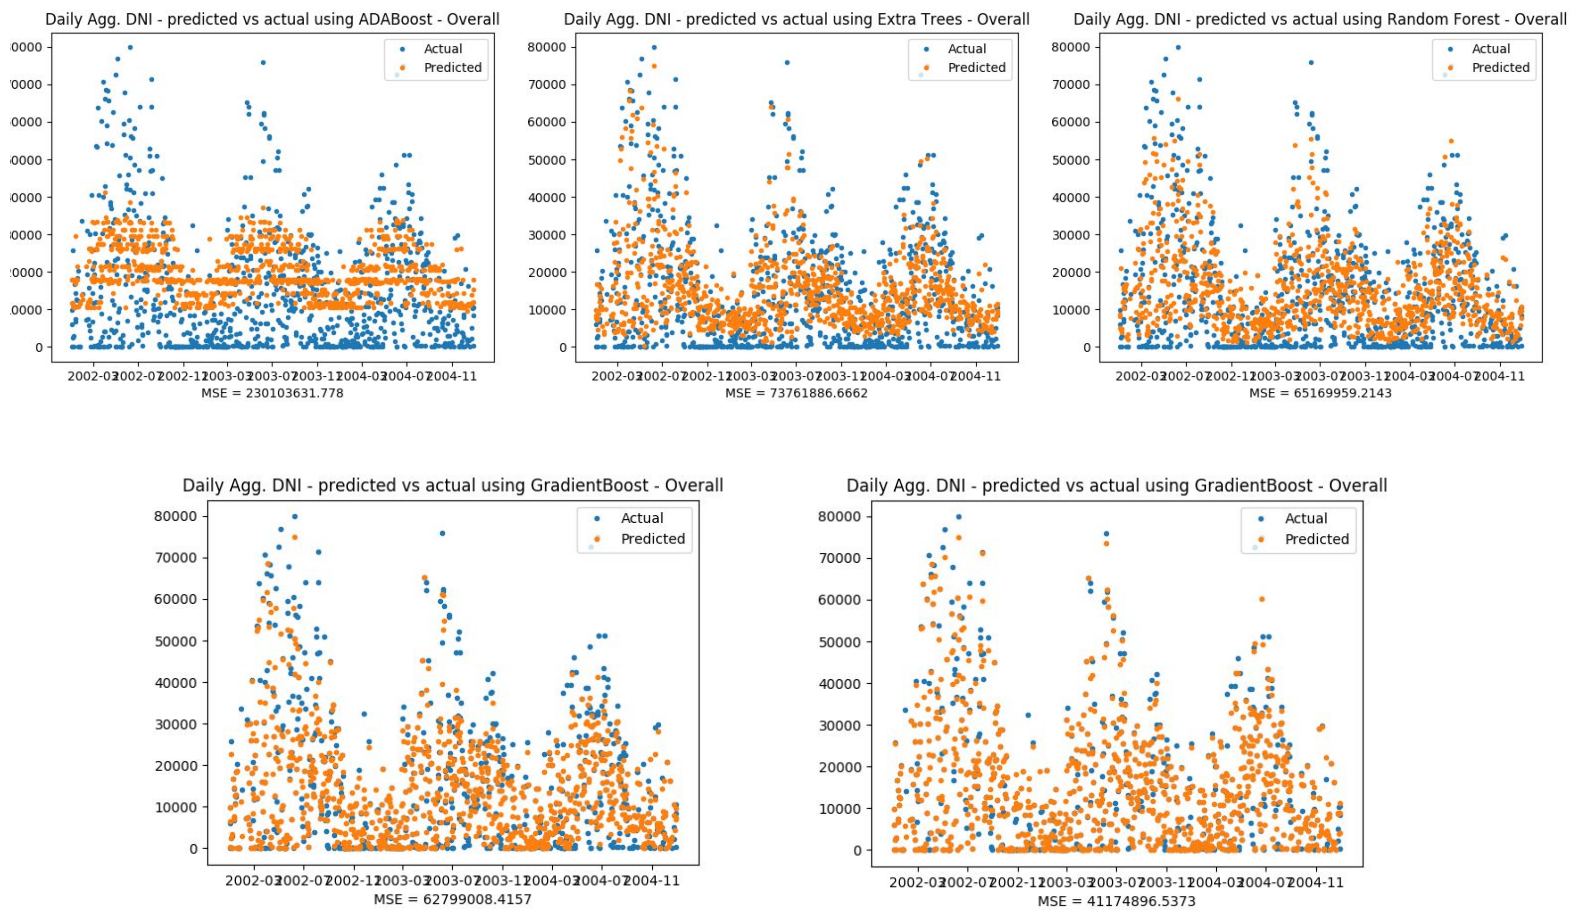 Daily Agg. DNI - predicted vs actual using ADABoost - Overall
Actual
Predicted
0000
70000
0000
0000
0000
0000
20000
0000
0
2002-03 2002-07 2002-11 2003-03 2003-07 2003-11 2004-03 2004-07 2004-11
MSE = 230103631.778
Daily Agg. DNI - predicted vs actual using Extra Trees - Overall
Actual
Predicted
80000
70000
60000
50000
40000
30000
20000
10000
0
2002-03 2002-07 2002-11 2003-03 2003-07 2003-11 2004-03 2004-07 2004-11
MSE = 73761886.6662
Daily Agg. DNI - predicted vs actual using Random Forest - Overall
Actual
Predicted
80000
70000
60000
50000
40000
30000
20000
10000
0
2002-03 2002-07 2002-11 2003-03 2003-07 2003-11 2004-03 2004-07 2004-11
MSE = 65169959.2143
Daily Agg. DNI - predicted vs actual using GradientBoost - Overall
Actual
Predicted
80000
70000
60000
50000
40000
30000
20000
10000
0
2002-03 2002-07 2002-11 2003-03 2003-07 2003-11 2004-03 2004-07 2004-11
MSE = 62799008.4157
Daily Agg. DNI - predicted vs actual using GradientBoost - Overall
Actual
Predicted
80000
70000
60000
50000
40000
30000
20000
10000
0
2002-03 2002-07 2002-11 2003-03 2003-07 2003-11 2004-03 2004-07 2004-11
MSE = 41174896.5373